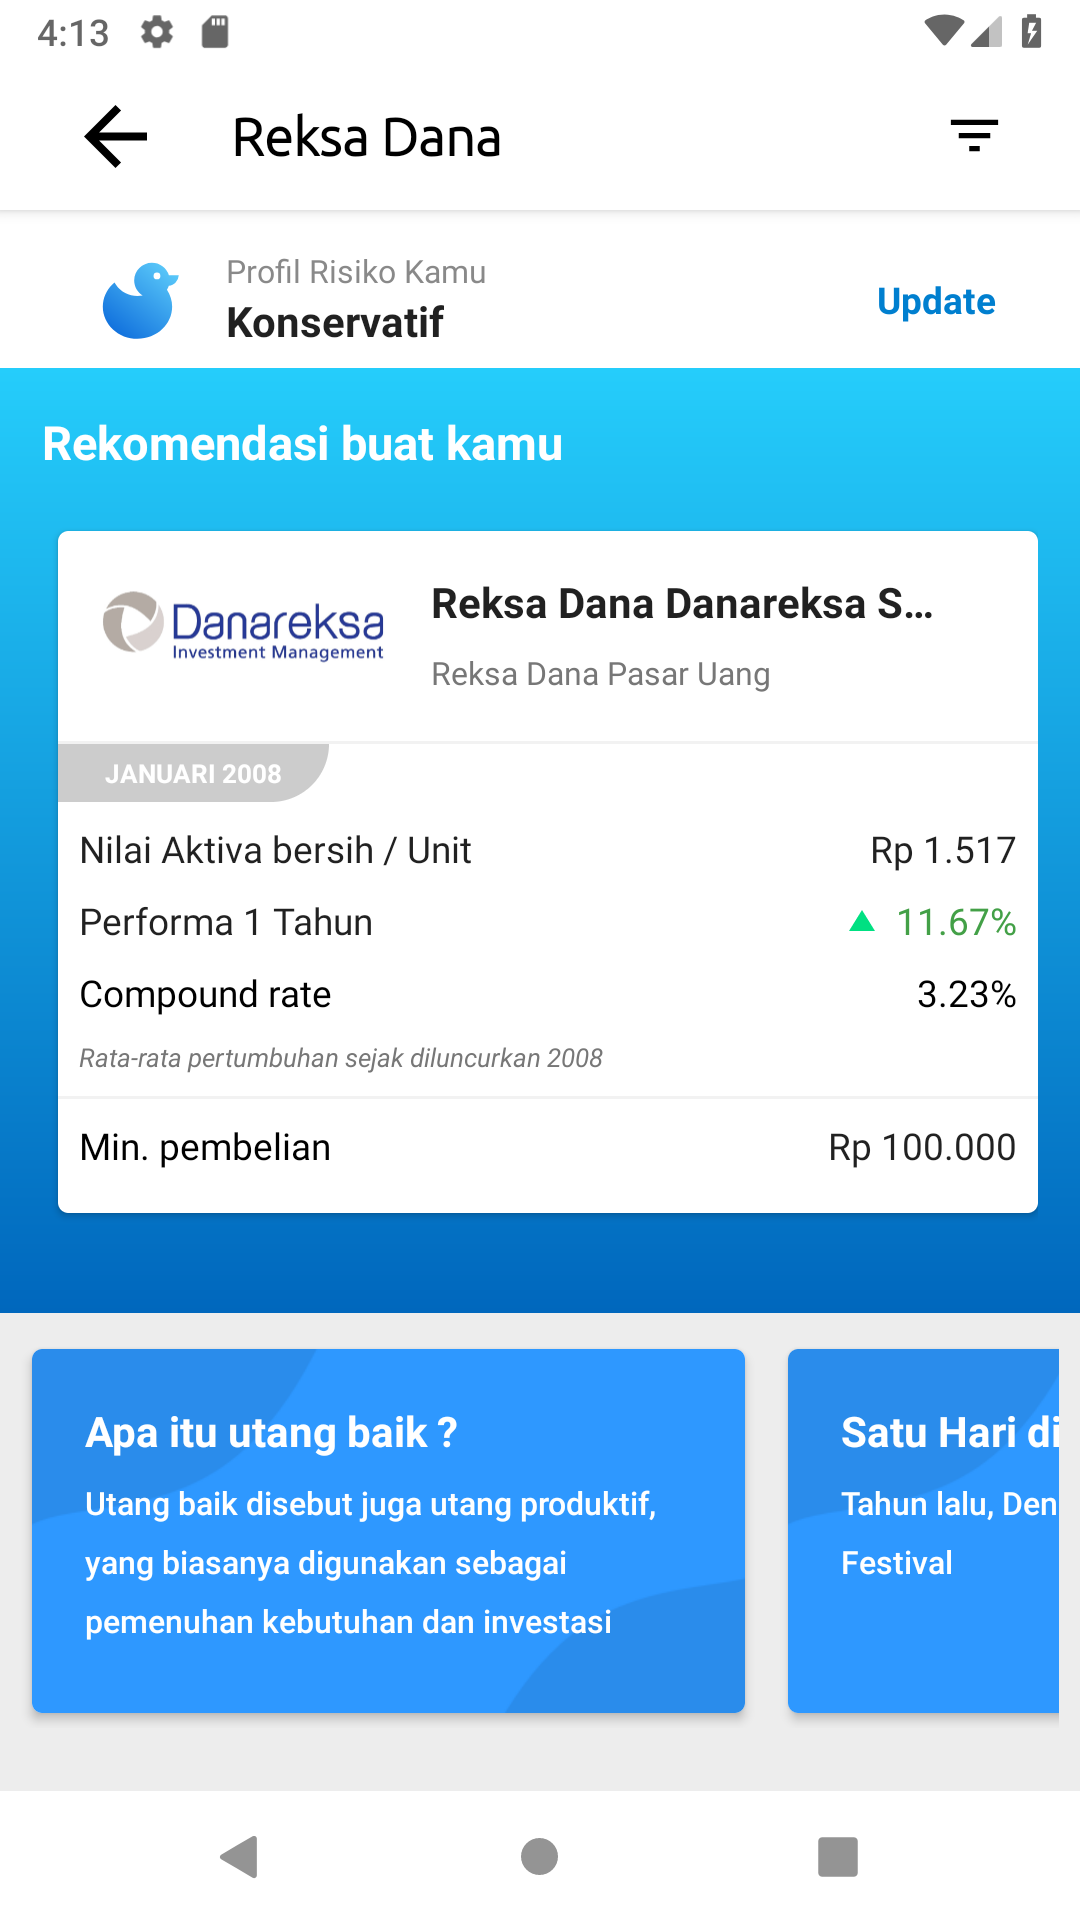 4:13
Reksa Dana
Profil Risiko Kamu
Konservatif
Update
Rekomendasi buat kamu
Danareksa
Investment Management
Reksa Dana Danareksa S...
Reksa Dana Pasar Uang
JANUARI 2008
Nilai Aktiva bersih / Unit
Rp 1.517
Performa 1 Tahun
11.67%
Compound rate
3.23%
Rata-rata pertumbuhan sejak diluncurkan 2008
Min. pembelian
Rp 100.000
Apa itu utang baik ?
Utang baik disebut juga utang produktif,
yang biasanya digunakan sebagai
pemenuhan kebutuhan dan investasi
Satu Hari di
Tahun lalu, Den
Festival